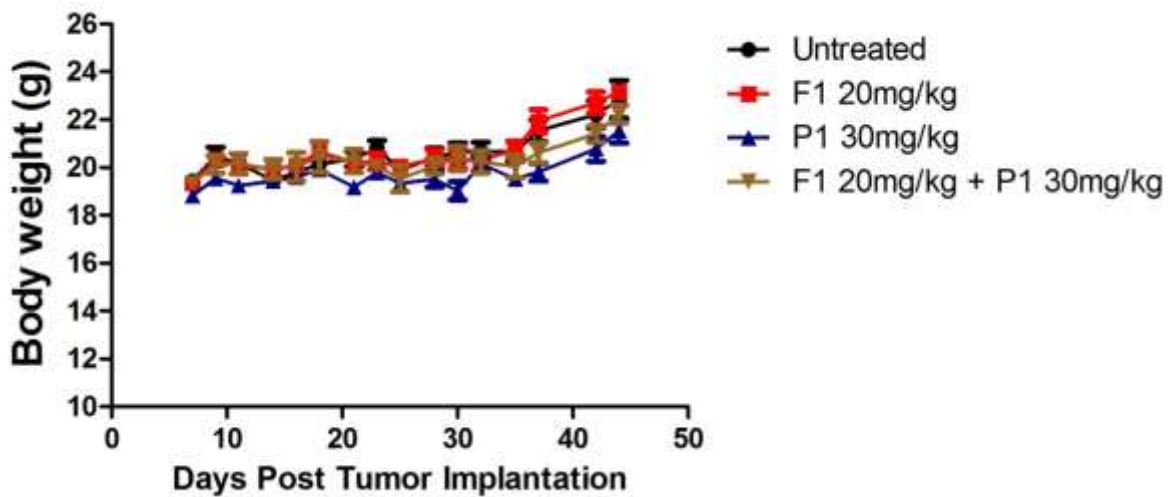 26
24
22
20
18
16
14
12
10
Body weight (g)
0 10 20 30 40 50
Days Post Tumor Implantation
Untreated
F1 20mg/kg
P1 30mg/kg
F1 20mg/kg + P1 30mg/kg